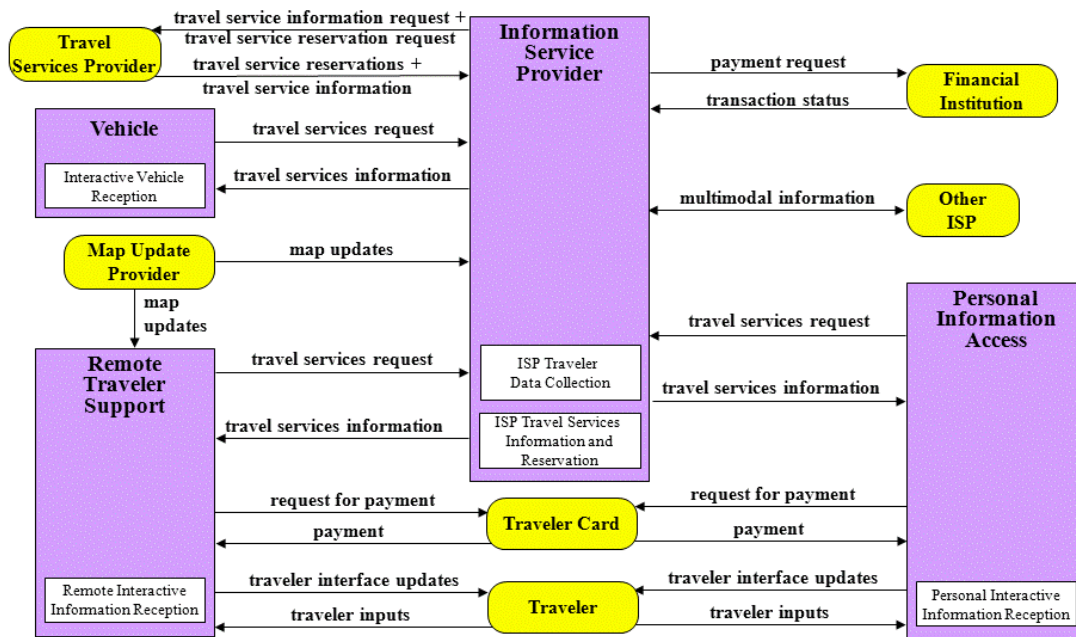 travel service information request +
travel service reservation request
Travel
Services Provider
travel service reservations +
travel service information
Information
Service
Provider
payment request
Financial
Institution
transaction status
Vehicle
travel services request
Interactive Vehicle
Reception
travel services information
multimodal information
Other
ISP
Map Update
Provider
map updates
map
updates
Personal
Information
Access
travel services request
Remote
Traveler
Support
travel services request
ISP Traveler
Data Collection
travel services information
travel services information
ISP Travel Services
Information and
Reservation
request for payment
request for payment
Traveler Card
payment
payment
traveler interface updates
traveler interface updates
Remote Interactive
Information Reception
Traveler
Personal Interactive
Information Reception
traveler inputs
traveler inputs